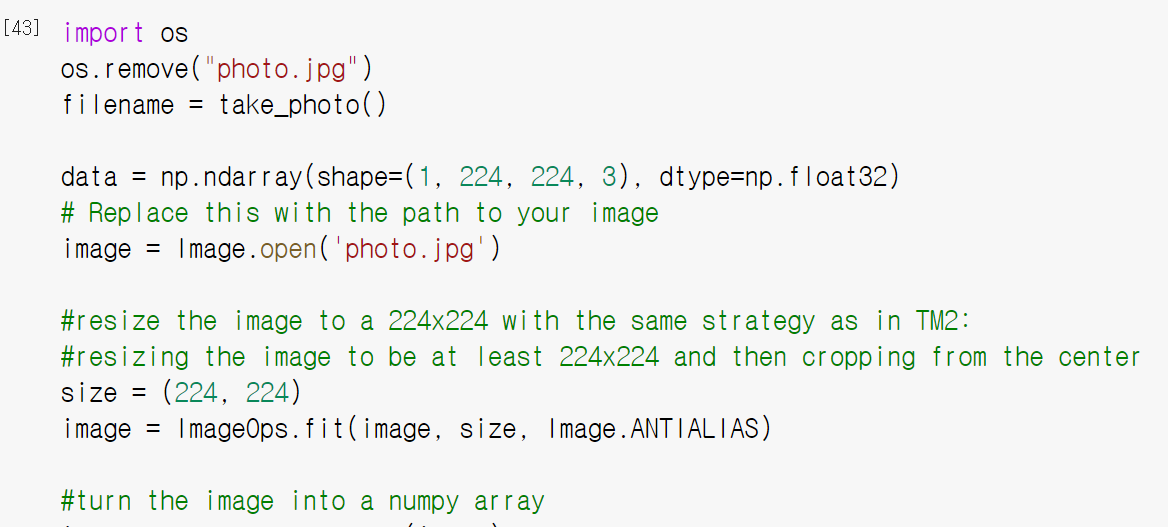 [43] import os
os.remove("photo.jpg")
filename = take_photo()
data = np.ndarray(shape=(1, 224, 224, 3), dtype=np.float32)
# Replace this with the path to your image
image = Image.open('photo.jpg')
#resize the image to a 224x224 with the same strategy as in TM2:
#resizing the image to be at least 224x224 and then cropping from the center
size = (224, 224)
image = ImageOps.fit(image, size, Image.ANTIALIAS)
#turn the image into a numpy array